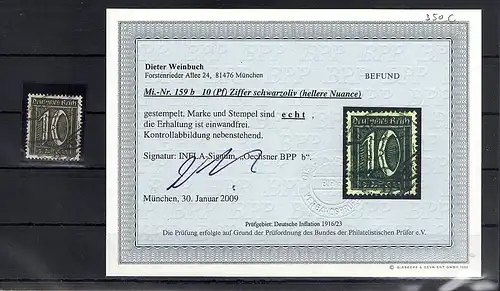 350 €
Dieter Weinbuch
Forstenrieder Allee 24, 81476 München
BEFUND
Mi.-Nr. 159 b 10 (Pf) Ziffer schwarzoliv (hellere Nuance)
gestempelt, Marke und Stempel sind e c h t ,
die Erhaltung ist einwandfrei.
Kontrollabbildung nebenstehend.
Signatur: INFLA-Signum, „Oechsner BPP b“.
München, 30. Januar 2009
Prüfgebiet: Deutsche Inflation 1916/23
Die Prüfung erfolgte auf Grund der Prüfordnung des Bundes der Philatelistischen Prüfer e.V.
Deutsches Reich
10
Deutsches Reich
10